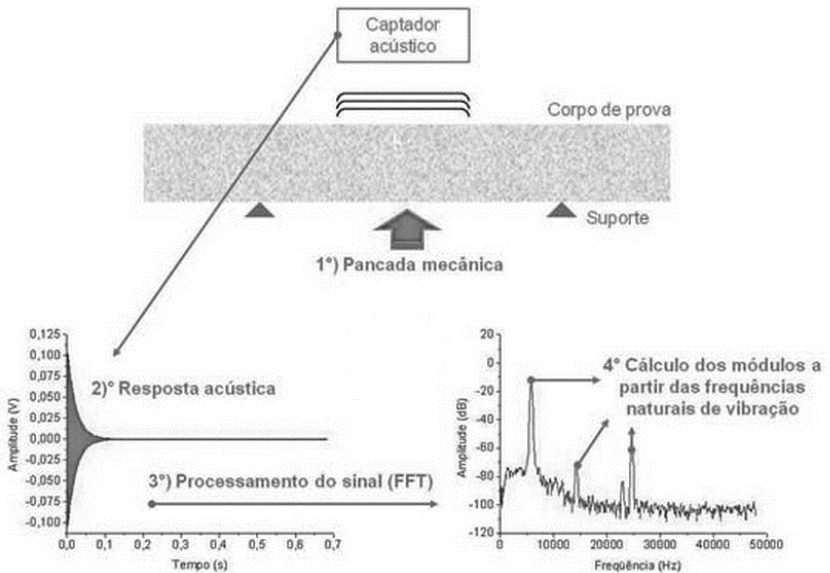 Captador
acústico
Corpo de prova
Suporte
1°) Pancada mecânica
0,125
0,100
0,075
0,050
0,025
0,000
-0,025
-0,050
-0,075
-0,100
Amplitude (V)
2)° Resposta acústica
3°) Processamento do sinal (FFT)
0,0 0,1 0,2 0,3 0,4 0,5 0,6 0,7
Tempo (s)
20
0
-20
-40
-60
-80
-100
-120
Amplitude (dB)
4° Cálculo dos módulos a
partir das frequências
naturais de vibração
0 10000 20000 30000 40000 50000
Freqüência (Hz)